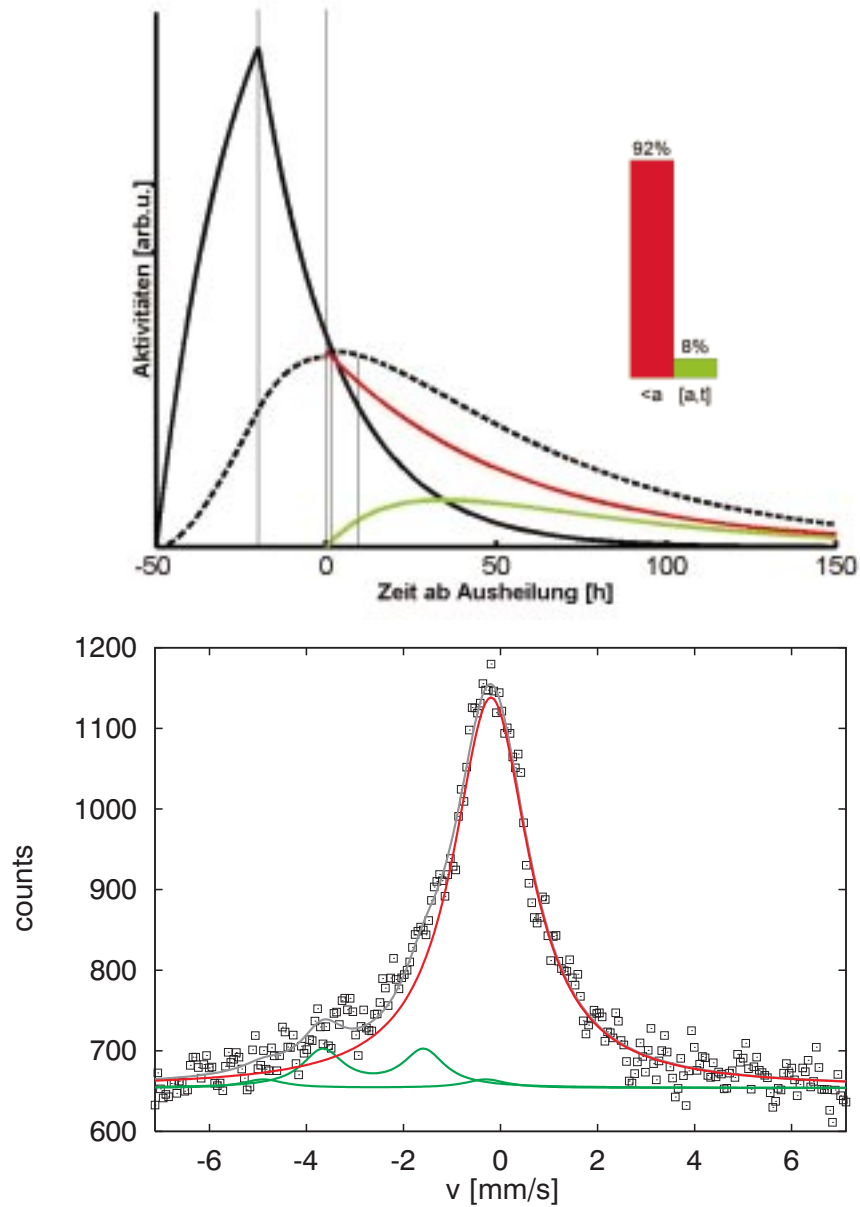 Aktivitäten [arb.u.]
92%
8%
<a [a,t]
-50 0 50 100 150
Zeit ab Ausheilung [h]
1200
1100
1000
900
800
700
600
counts
-6 -4 -2 0 2 4 6
v [mm/s]